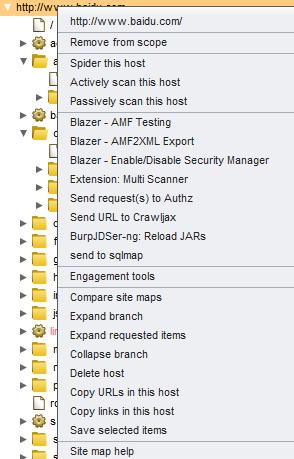 http://www.baidu.com
http://www.baidu.com/
/
Remove from scope
Spider this host
Actively scan this host
Passively scan this host
Blazer - AMF Testing
Blazer - AMF2XML Export
Blazer - Enable/Disable Security Manager
Extension: Multi Scanner
Send request(s) to Authz
Send URL to Crawljax
BurpJDSer-ng: Reload JARs
send to sqlmap
Engagement tools
Compare site maps
Expand branch
Expand requested items
Collapse branch
Delete host
Copy URLs in this host
Copy links in this host
Save selected items
Site map help